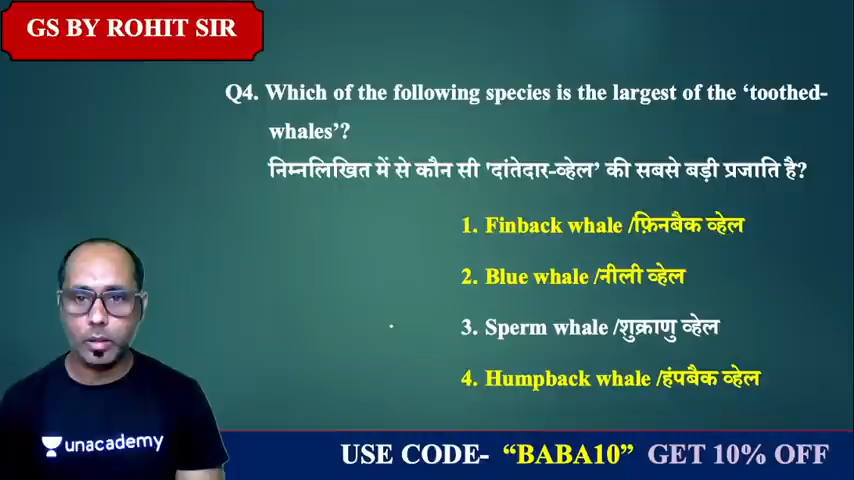 GS BY ROHIT SIR
Q4. Which of the following species is the largest of the ‘toothed-
whales’?
निम्नलिखित में से कौन सी 'दांतेदार-व्हेल’ की सबसे बड़ी प्रजाति है?
1. Finback whale /फ़िनबैक व्हेल
2. Blue whale /नीली व्हेल
3. Sperm whale /शुक्राणु व्हेल
4. Humpback whale /हंपबैक व्हेल
unacademy
USE CODE- “BABA10” GET 10% OFF